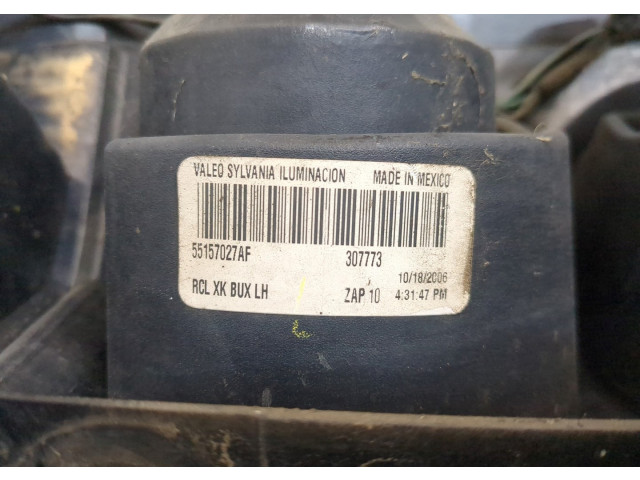 VALEO SYLVANIA ILUMINACION MADE IN MEXICO
55157027AF 307773
10/18/2006
RCL XK BUX LH ZAP 10 4:31:47 PM